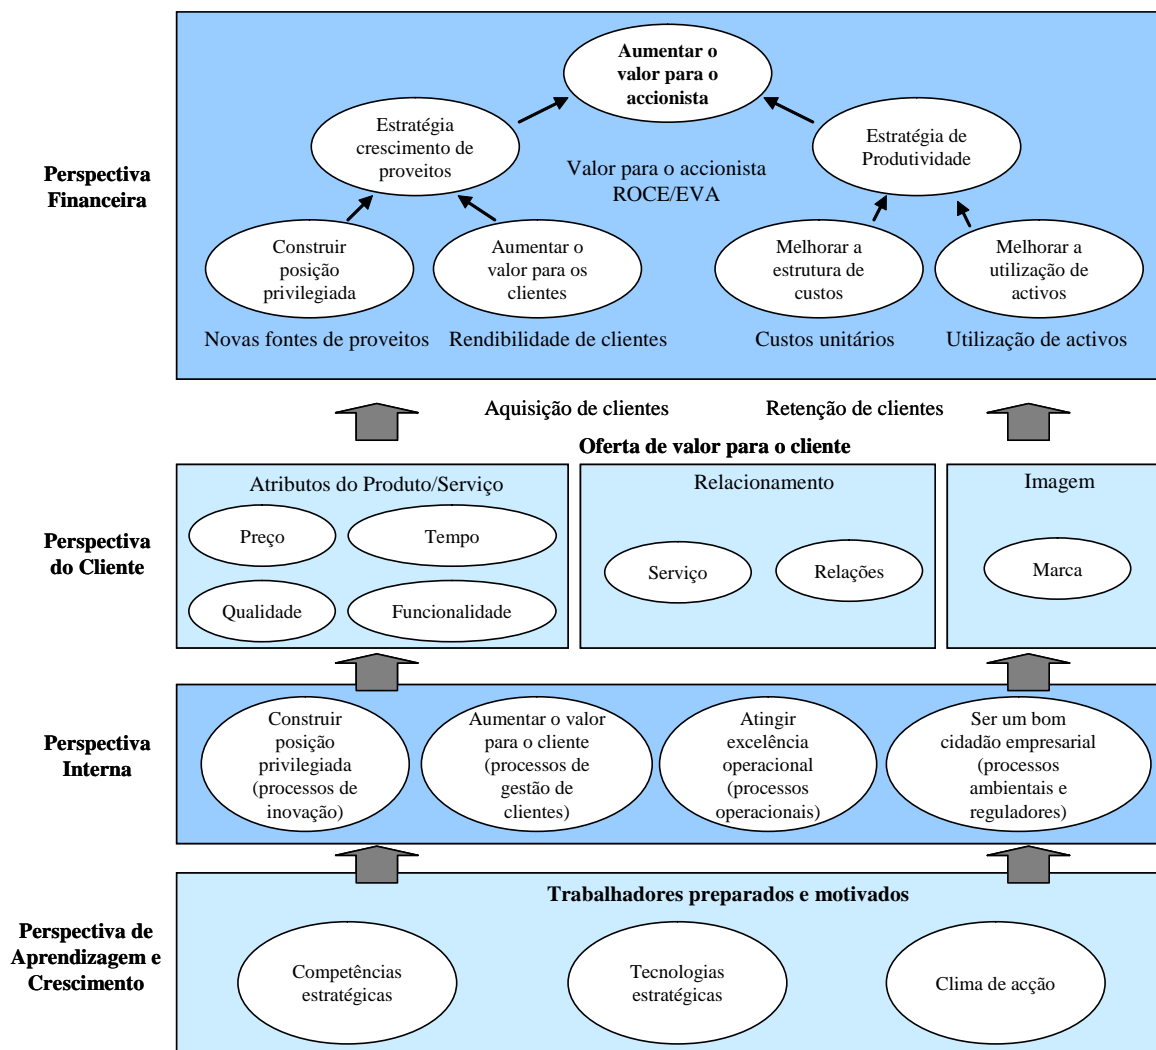 Aumentar o
valor para o
accionista
Estratégia
crescimento de
proveitos
Estratégia de
Produtividade
Perspectiva
Financeira
Valor para o accionista
ROCE/EVA
Construir
posição
privilegiada
Aumentar o
valor para os
clientes
Melhorar a
estrutura de
custos
Melhorar a
utilização de
activos
Novas fontes de proveitos
Rendibilidade de clientes
Custos unitários
Utilização de activos
Aquisição de clientes
Retenção de clientes
Oferta de valor para o cliente
Perspectiva
do Cliente
Atributos do Produto/Serviço
Preço
Tempo
Qualidade
Funcionalidade
Relacionamento
Serviço
Relações
Imagem
Marca
Perspectiva
Interna
Construir
posição
privilegiada
(processos de
inovação)
Aumentar o valor
para o cliente
(processos de
gestão de
clientes)
Atingir
excelência
operacional
(processos
operacionais)
Ser um bom
cidadão empresarial
(processos
ambientais e
reguladores)
Trabalhadores preparados e motivados
Perspectiva de
Aprendizagem e
Crescimento
Competências
estratégicas
Tecnologias
estratégicas
Clima de acção